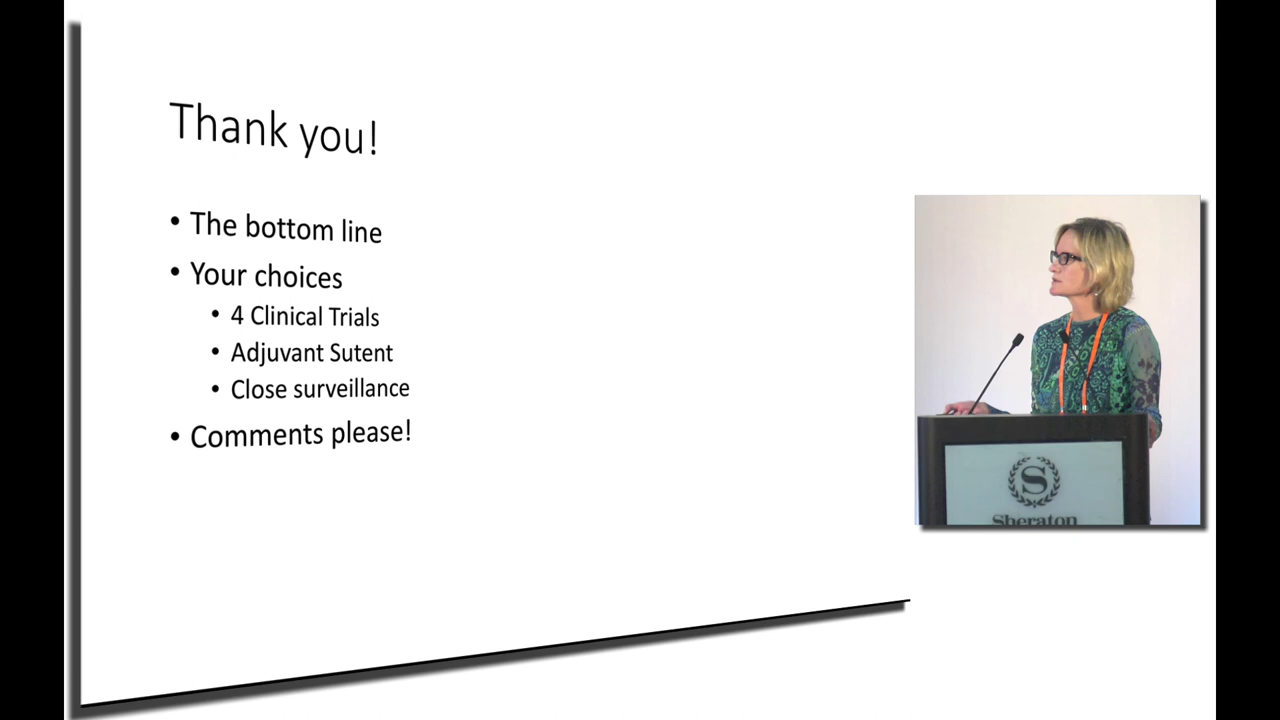 Thank you!
• The bottom line
• Your choices
• 4 Clinical Trials
• Adjuvant Sutent
• Close surveillance
• Comments please!
S
Sheraton